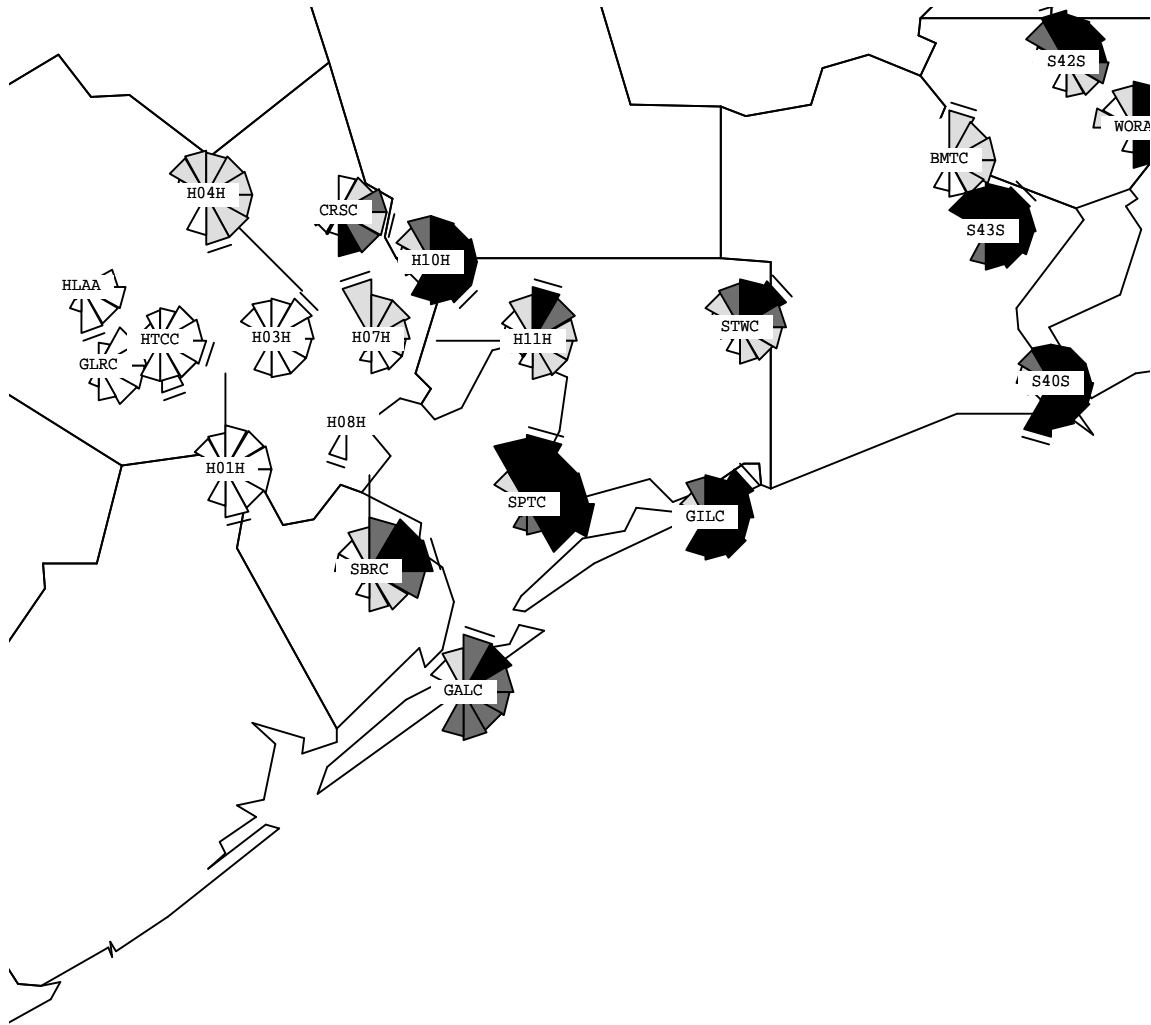 S42S
WORA
BMTC
H04H
CRSC
S43S
H10H
HLAA
STWC
HTCC
H03H
H07H
H11H
GLRC
S40S
H08H
H01H
SPTC
GILC
SBRC
GALC